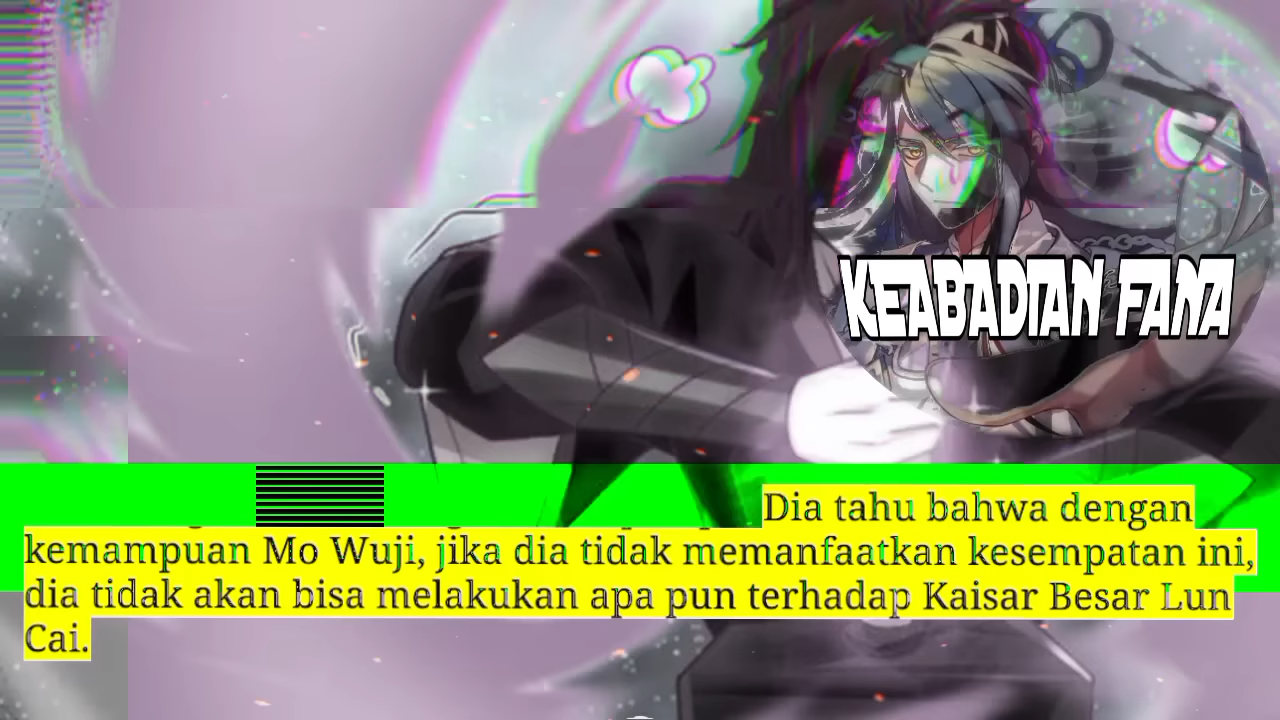 KEABADIAN FANA
Dia tahu bahwa dengan
kemampuan Mo Wuji, jika dia tidak memanfaatkan kesempatan ini,
dia tidak akan bisa melakukan apa pun terhadap Kaisar Besar Lun
Cai.